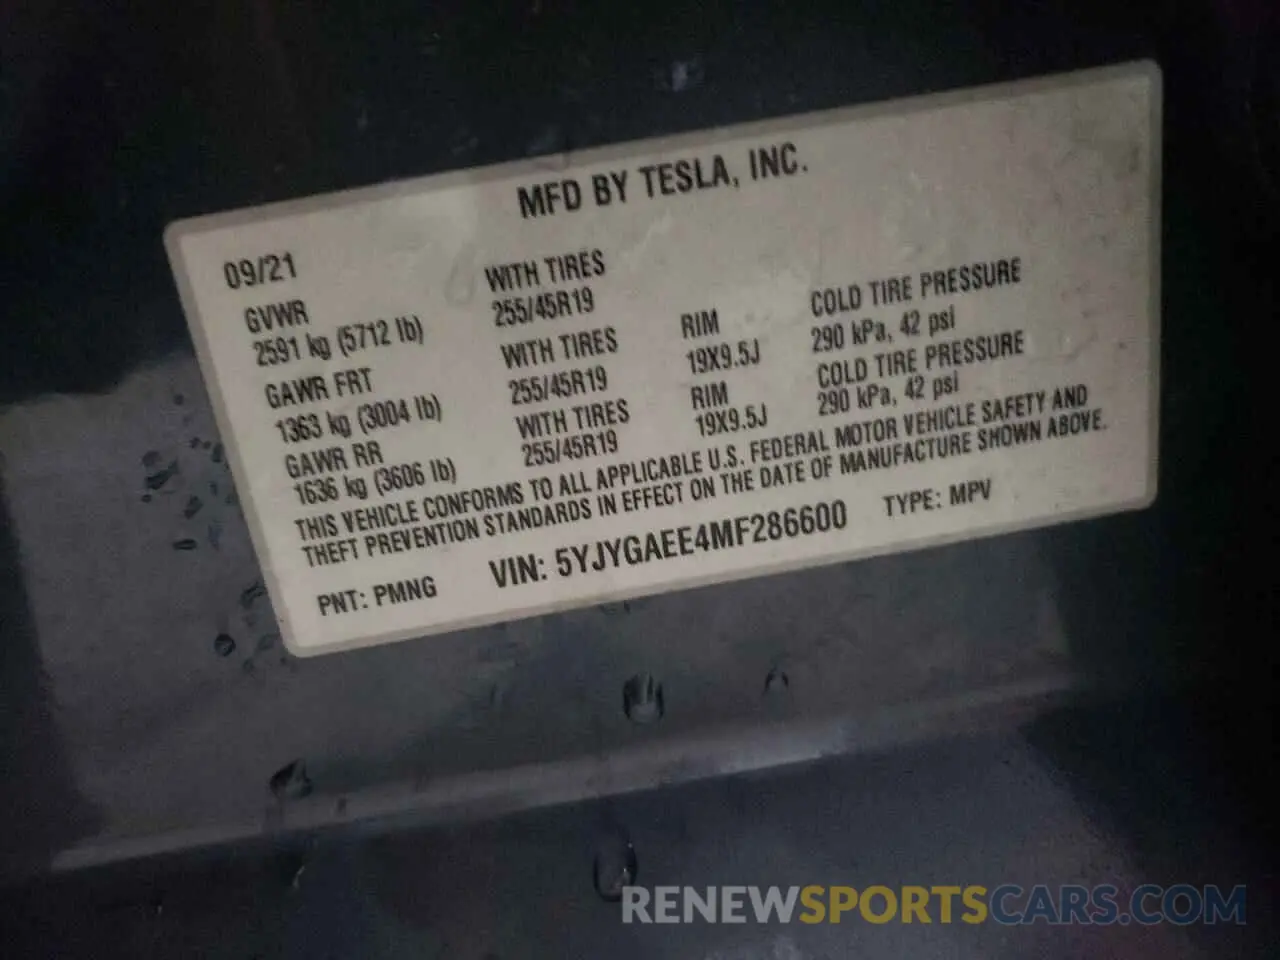 MFD BY TESLA, INC.
09/21
GVWR
2591 kg (5712 lb)
WITH TIRES
255/45R19
GAWR FRT
1363 kg (3004 lb)
WITH TIRES
255/45R19
RIM
19X9.5J
COLD TIRE PRESSURE
290 kPa, 42 psi
GAWR RR
1636 kg (3606 lb)
WITH TIRES
255/45R19
RIM
19X9.5J
COLD TIRE PRESSURE
290 kPa, 42 psi
THIS VEHICLE CONFORMS TO ALL APPLICABLE U.S. FEDERAL MOTOR VEHICLE SAFETY AND
THEFT PREVENTION STANDARDS IN EFFECT ON THE DATE OF MANUFACTURE SHOWN ABOVE.
PNT: PMNG VIN: 5YJYGAEE4MF286600 TYPE: MPV
RENEWSPORTSCARS.COM